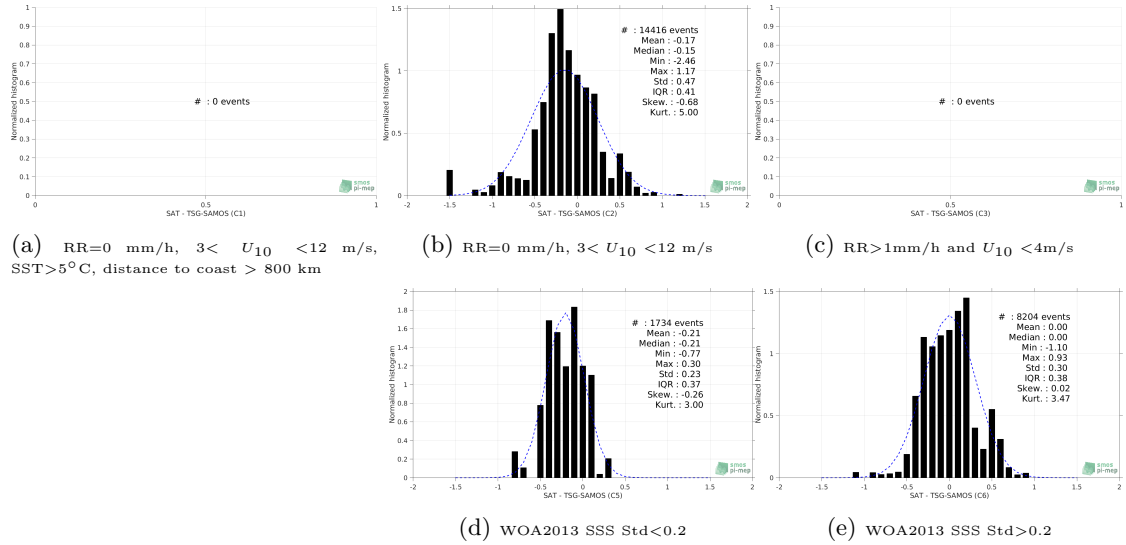 1
0.9
0.8
0.7
0.6
0.5
0.4
0.3
0.2
0.1
0
Normalized histogram
# : 0 events
smos
pi-mep
0 0.5 1
SAT - TSG-SAMOS (C1)
(a) RR=0 mm/h, 3< U10 <12 m/s,
SST>5°C, distance to coast > 800 km
1.5
1
0.5
0
Normalized histogram
# : 14416 events
Mean : -0.17
Median : -0.15
Min : -2.46
Max : 1.17
Std : 0.47
IQR : 0.41
Skew. : -0.68
Kurt. : 5.00
smos
pi-mep
-2 -1.5 -1 -0.5 0 0.5 1 1.5 2
SAT - TSG-SAMOS (C2)
(b) RR=0 mm/h, 3< U10 <12 m/s
1
0.9
0.8
0.7
0.6
0.5
0.4
0.3
0.2
0.1
0
Normalized histogram
# : 0 events
smos
pi-mep
0 0.5 1
SAT - TSG-SAMOS (C3)
(c) RR>1mm/h and U10 <4m/s
2
1.8
1.6
1.4
1.2
1
0.8
0.6
0.4
0.2
0
Normalized histogram
# : 1734 events
Mean : -0.21
Median : -0.21
Min : -0.77
Max : 0.30
Std : 0.23
IQR : 0.37
Skew. : -0.26
Kurt. : 3.00
smos
pi-mep
-2 -1.5 -1 -0.5 0 0.5 1 1.5 2
SAT - TSG-SAMOS (C5)
(d) WOA2013 SSS Std<0.2
1.5
1
0.5
0
Normalized histogram
# : 8204 events
Mean : 0.00
Median : 0.00
Min : -1.10
Max : 0.93
Std : 0.30
IQR : 0.38
Skew. : 0.02
Kurt. : 3.47
smos
pi-mep
-2 -1.5 -1 -0.5 0 0.5 1 1.5 2
SAT - TSG-SAMOS (C6)
(e) WOA2013 SSS Std>0.2